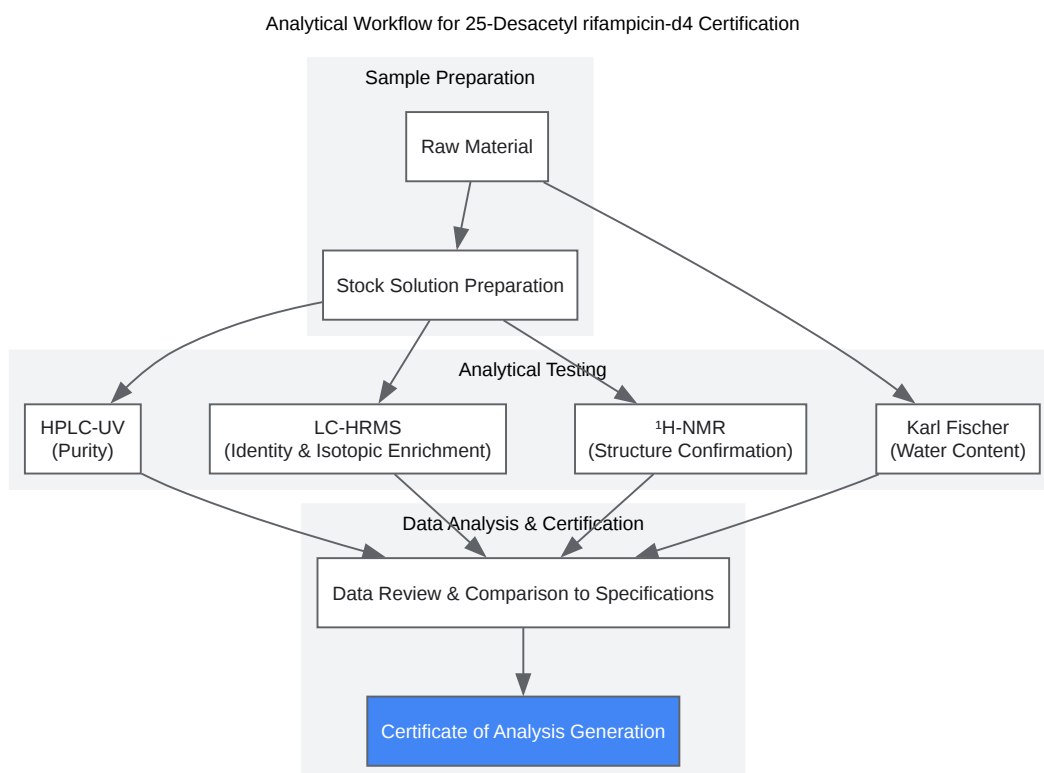 Analytical Workflow for 25-Desacetyl rifampicin-d4 Certification
Sample Preparation
Raw Material
Stock Solution Preparation
Analytical Testing
HPLC-UV
(Purity)
LC-HRMS
(Identity & Isotopic Enrichment)
¹H-NMR
(Structure Confirmation)
Karl Fischer
(Water Content)
Data Analysis & Certification
Data Review & Comparison to Specifications
Certificate of Analysis Generation